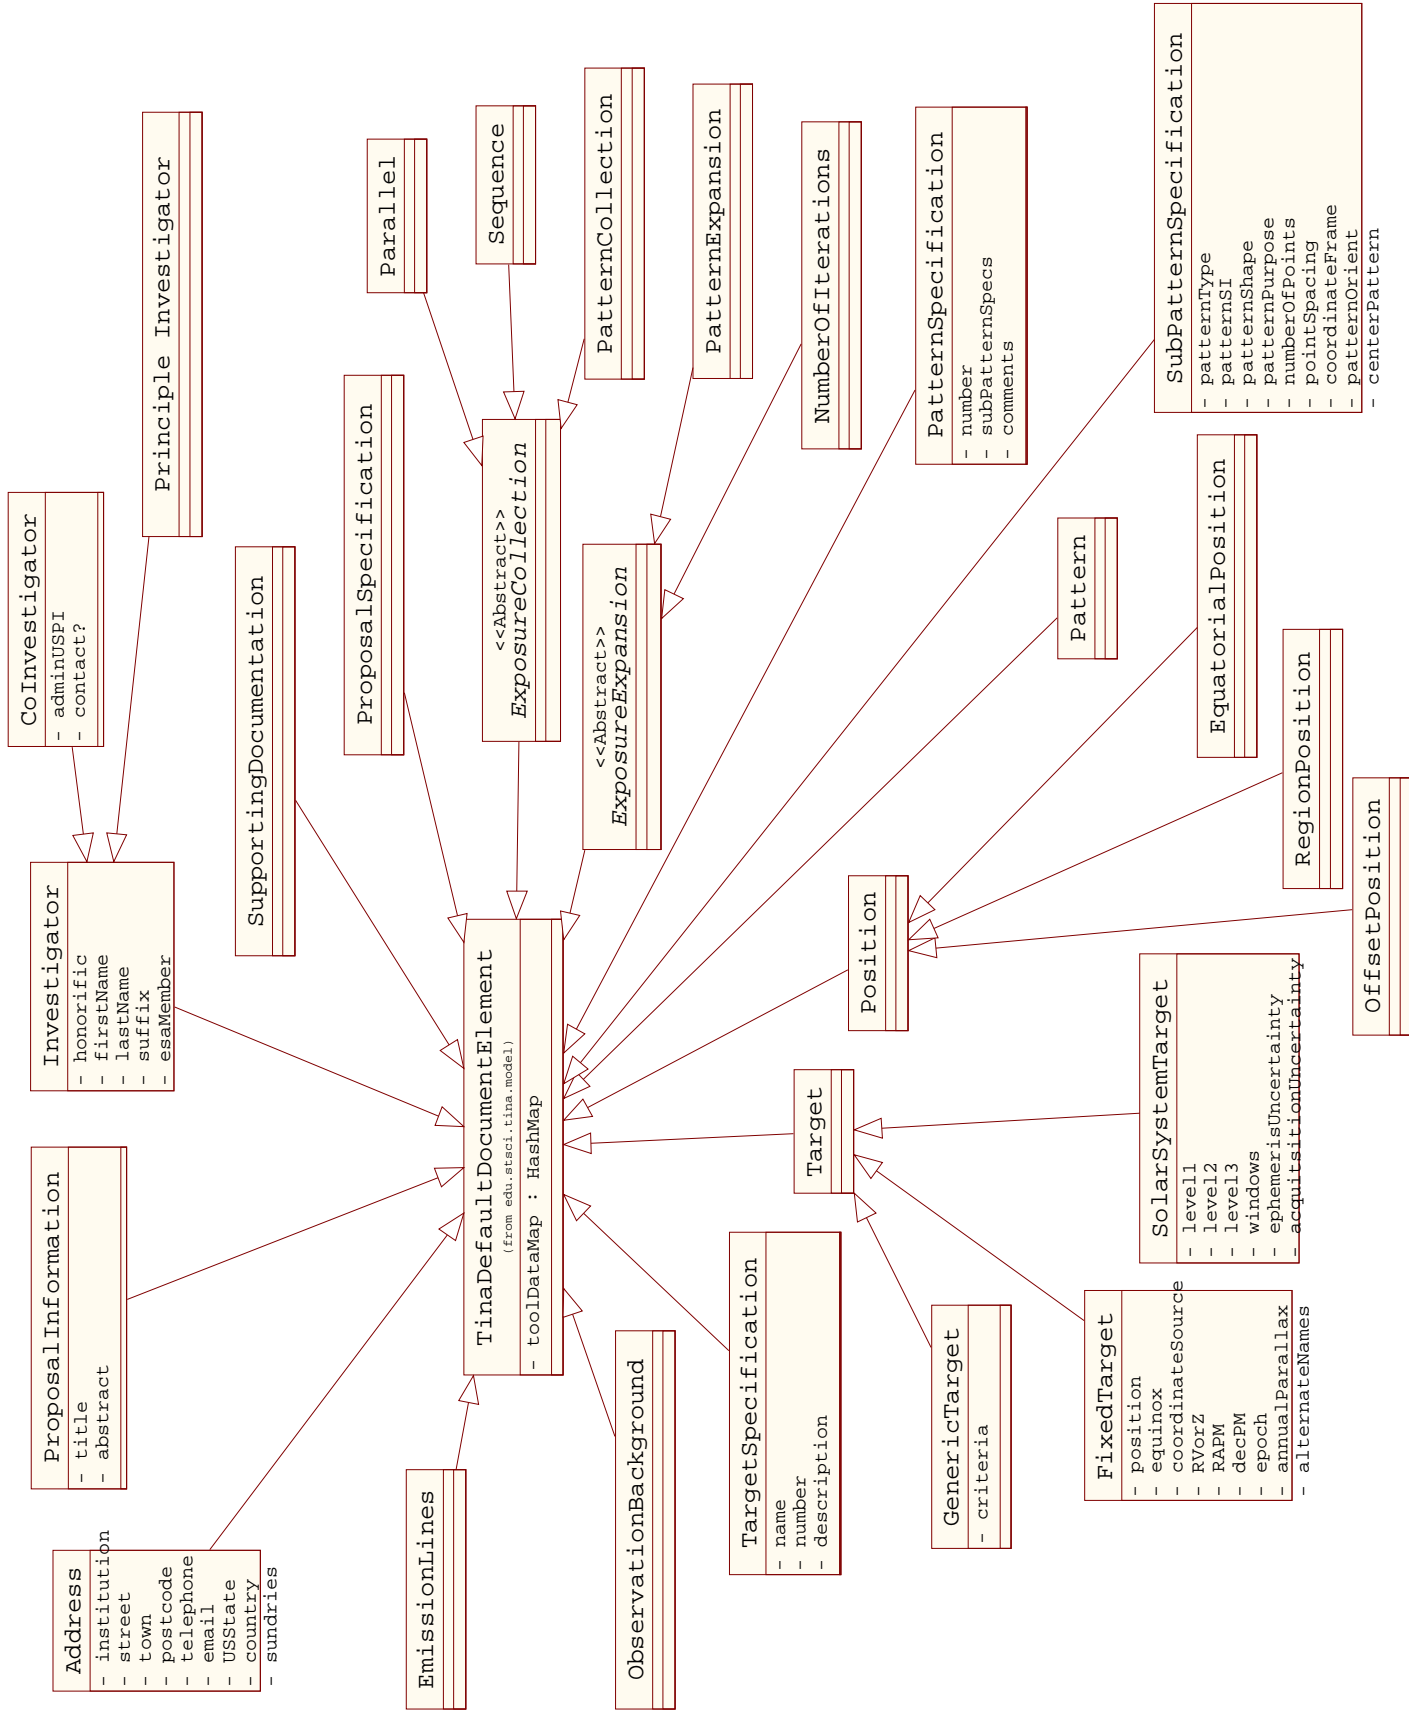 Address
- institution
- street
- town
- postcode
- telephone
- email
- USState
- country
- sundries
ProposalInformation
- title
- abstract
Investigator
- honorific
- firstName
- lastName
- suffix
- esaMember
CoInvestigator
- adminUSPI
- contact?
Principle Investigator
SupportingDocumentation
ProposalSpecification
Parallel
Sequence
PatternCollection
<<Abstract>>
ExposureCollection
<<Abstract>>
ExposureExpansion
PatternExpansion
NumberOfIterations
EmissionLines
TinaDefaultDocumentElement
(from edu.stsci.tina.model)
- toolDataMap : HashMap
ObservationBackground
TargetSpecification
- name
- number
- description
Target
Position
PatternSpecification
- number
- subPatternSpecs
- comments
Pattern
SubPatternSpecification
- patternType
- patternSI
- patternShape
- patternPurpose
- numberOfPoints
- pointSpacing
- coordinateFrame
- patternOrient
- centerPattern
GenericTarget
- criteria
FixedTarget
- position
- equinox
- coordinateSource
- RVorZ
- RAPM
- decPM
- epoch
- annualParallax
- alternateNames
SolarSystemTarget
- level1
- level2
- level3
- windows
- ephemerisUncertainty
- acquitsitionUncertainty
EquatorialPosition
RegionPosition
OffsetPosition